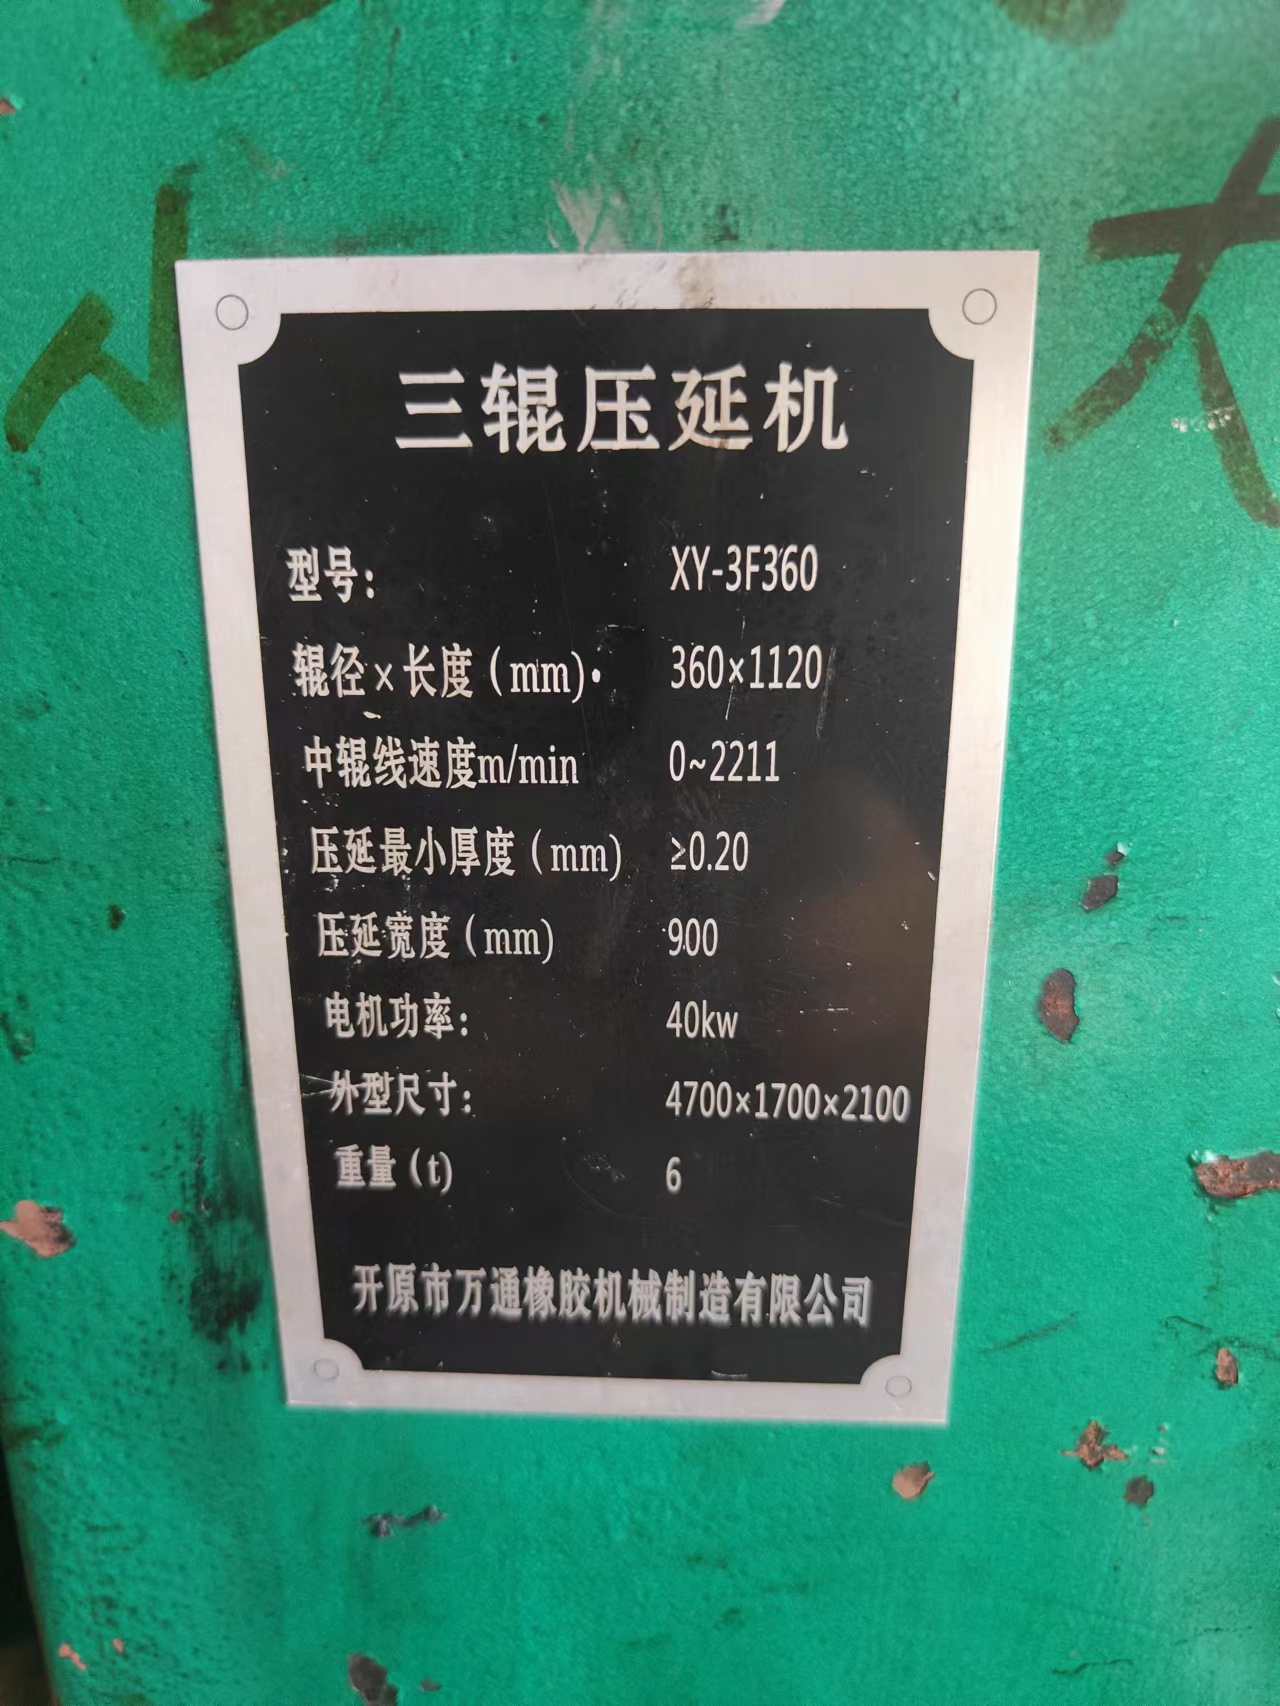 三辊压延机
型号: XY-3F360
辊径×长度(mm)· 360×1120
中辊线速度m/min 0~2211
压延最小厚度(mm) ≥0.20
压延宽度(mm) 900
电机功率: 40kw
外型尺寸: 4700×1700×2100
重量(t) 6
开原市万通橡胶机械制造有限公司